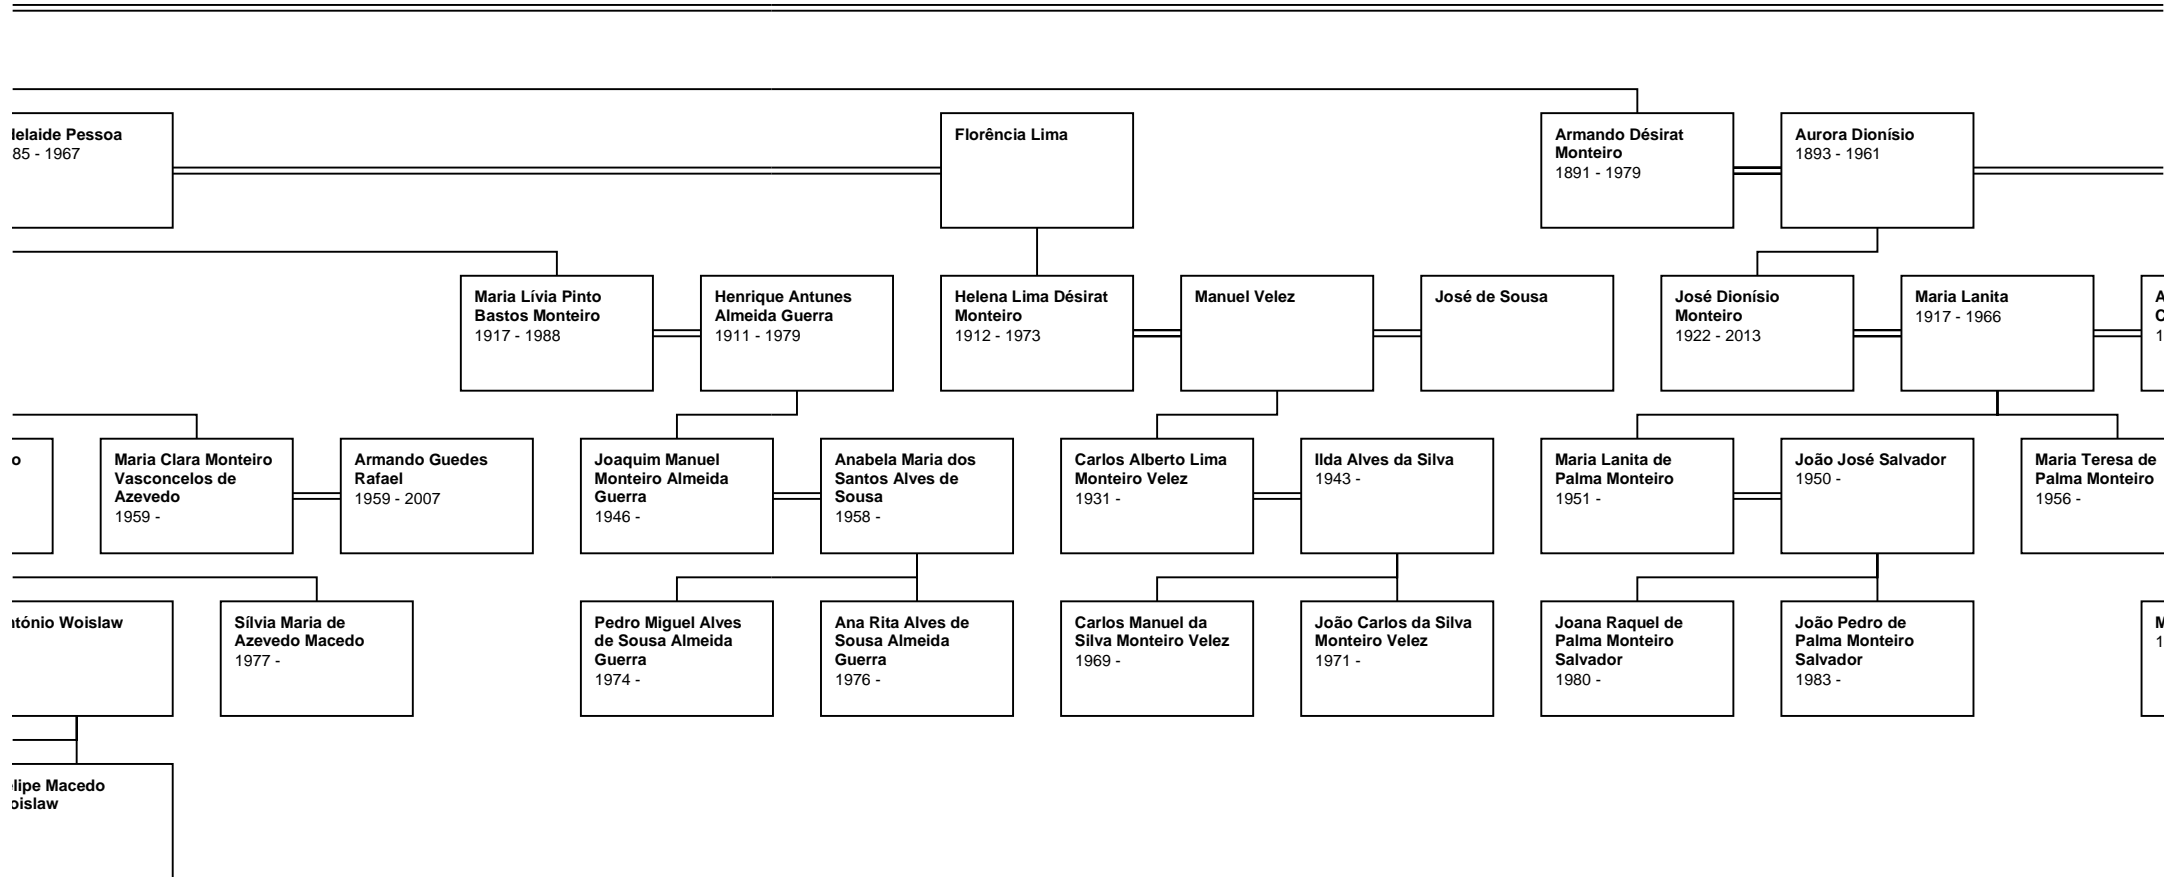 Pessoa
1967
Florência Lima
Armando Désirat
Monteiro
1891 - 1979
Aurora Dionísio
1893 - 1961
Maria Lívia Pinto
Bastos Monteiro
1917 - 1988
Henrique Antunes
Almeida Guerra
1911 - 1979
Helena Lima Désirat
Monteiro
1912 - 1973
Manuel Velez
José de Sousa
José Dionísio
Monteiro
1922 - 2013
Maria Lanita
1917 - 1966
Maria Clara Monteiro
Vasconcelos de
Azevedo
1959 -
Armando Guedes
Rafael
1959 - 2007
Joaquim Manuel
Monteiro Almeida
Guerra
1946 -
Anabela Maria dos
Santos Alves de
Sousa
1958 -
Carlos Alberto Lima
Monteiro Velez
1931 -
Ilda Alves da Silva
1943 -
Maria Lanita de
Palma Monteiro
1951 -
João José Salvador
1950 -
Maria Teresa de
Palma Monteiro
1956 -
Woislaw
Sílvia Maria de
Azevedo Macedo
1977 -
Pedro Miguel Alves
de Sousa Almeida
Guerra
1974 -
Ana Rita Alves de
Sousa Almeida
Guerra
1976 -
Carlos Manuel da
Silva Monteiro Velez
1969 -
João Carlos da Silva
Monteiro Velez
1971 -
Joana Raquel de
Palma Monteiro
Salvador
1980 -
João Pedro de
Palma Monteiro
Salvador
1983 -
Macedo